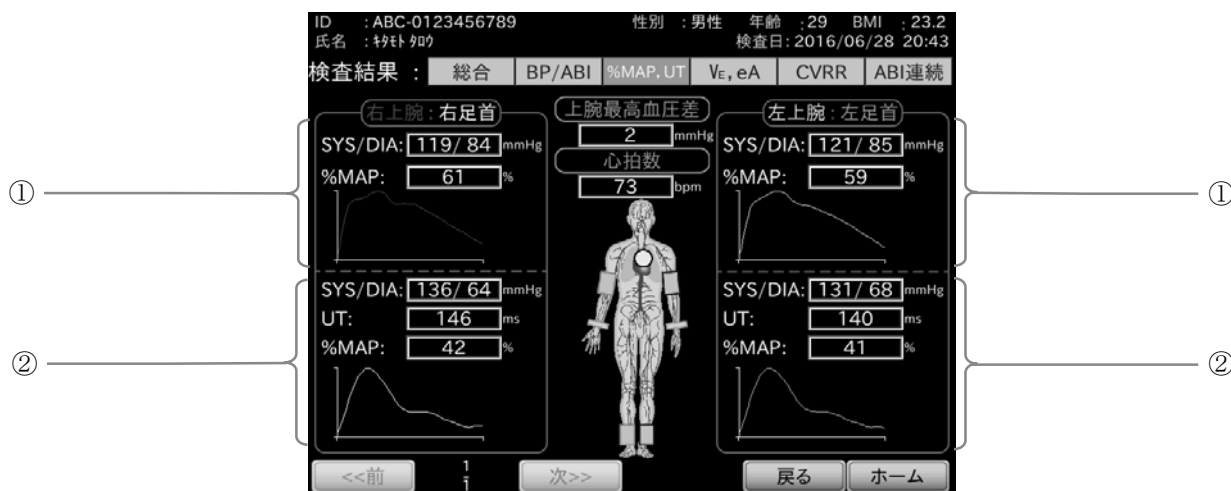 ID : ABC-0123456789 性別 : 男性 年齢 : 29 BMI : 23.2
氏名 : ｷﾀﾓﾄ ﾀﾛｳ 検査日 : 2016/06/28 20:43
検査結果 : 総合 BP/ABI %MAP,UT VE,eA CVRR ABI連続
右上腕 : 右足首 上腕最高血圧差 左上腕 : 左足首
SYS/DIA: 119/ 84 mmHg 2 mmHg SYS/DIA: 121/ 85 mmHg
心拍数
%MAP: 61 % 73 bpm %MAP: 59 %
① ①
SYS/DIA: 136/ 64 mmHg SYS/DIA: 131/ 68 mmHg
UT: 146 ms UT: 140 ms
%MAP: 42 % %MAP: 41 %
② ②
<<前 1/1 次>> 戻る ホーム